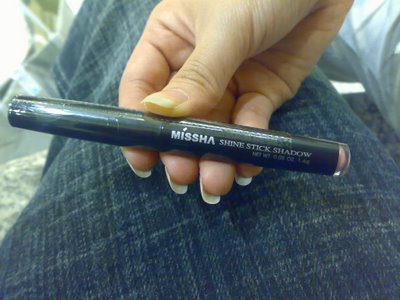 MISSHA SHINE STICK SHADOW
NET WT. 0.05 OZ. 1.4g